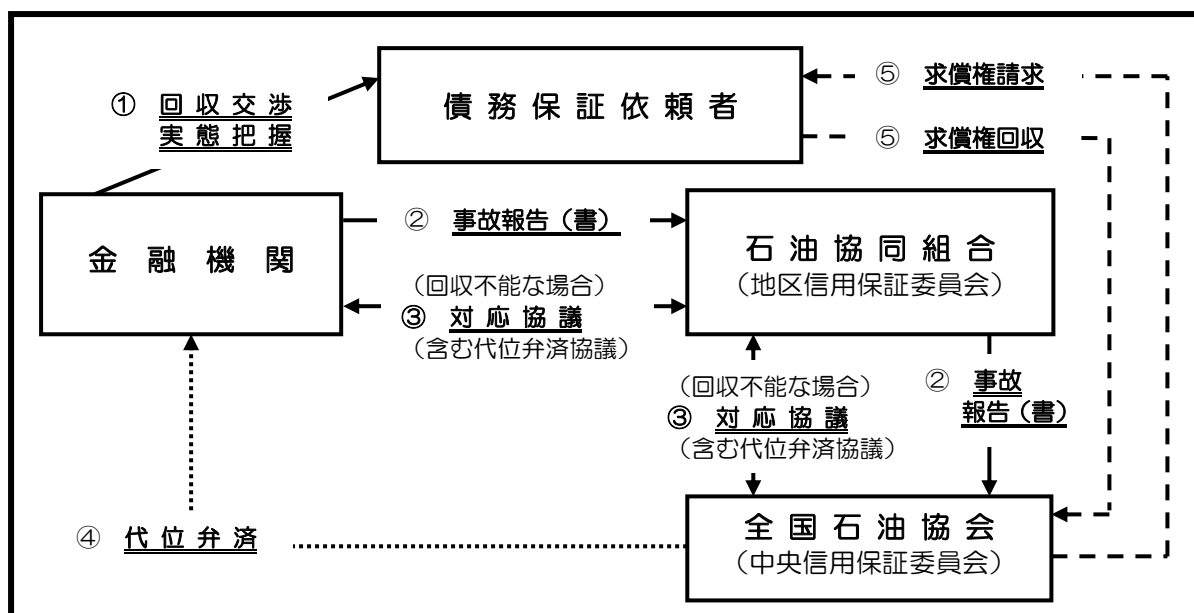 債務保証依頼者
⑤ 求償権請求
⑤ 求償権回収
① 回収交渉
実態把握
金融機関
② 事故報告（書）
（回収不能な場合）
③ 対応協議
（含む代位弁済協議）
石油協同組合
（地区信用保証委員会）
（回収不能な場合）
③ 対応協議
（含む代位弁済協議）
② 事故
報告（書）
④ 代位弁済
全国石油協会
（中央信用保証委員会）